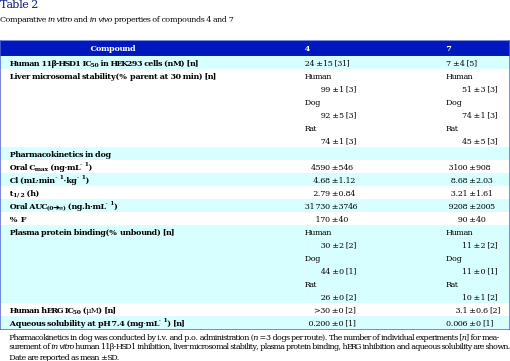 Table 2
Comparative in vitro and in vivo properties of compounds 4 and 7
Compound 4 7
Human 11β-HSD1 IC50 in HEK293 cells (nM) [n] 24 ±15 [31] 7 ±4 [5]
Liver microsomal stability(% parent at 30 min) [n] Human Human
99 ±1 [3] 51 ±3 [3]
Dog Dog
92 ±5 [3] 74 ±1 [3]
Rat Rat
74 ±1 [3] 45 ±5 [3]
Pharmacokinetics in dog
Oral Cmax (ng·mL⁻¹) 4590 ±546 3100 ±908
Cl (mL·min⁻¹·kg⁻¹) 4.68 ±1.12 8.68 ±2.03
t1/2 (h) 2.79 ±0.84 3.21 ±1.61
Oral AUC(0→∞) (ng.h·mL⁻¹) 31730 ±3746 9208 ±2005
% F 170 ±40 90 ±40
Plasma protein binding(% unbound) [n] Human Human
30 ±2 [2] 11 ±2 [2]
Dog Dog
44 ±0 [1] 11 ±0 [1]
Rat Rat
26 ±0 [2] 10 ±1 [2]
Human hERG IC50 (μM) [n] >30 ±0 [2] 3.1 ±0.6 [2]
Aqueous solubility at pH 7.4 (mg·mL⁻¹) [n] 0.200 ±0 [1] 0.006 ±0 [1]
Pharmacokinetics in dog was conducted by i.v. and p.o. administration (n = 3 dogs per route). The number of individual experiments [n] for mea-
surement of in vitro human 11β-HSD1 inhibition, liver microsomal stability, plasma protein binding, hERG inhibition and aqueous solubility are shown.
Date are reported as mean ±SD.